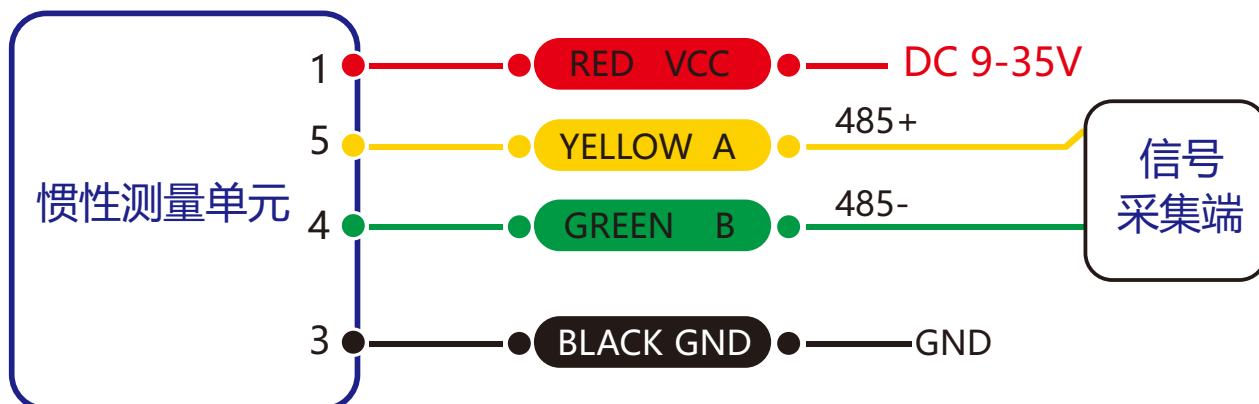 惯性测量单元
1 RED VCC DC 9-35V
5 YELLOW A 485+
4 GREEN B 485-
3 BLACK GND GND
信号
采集端